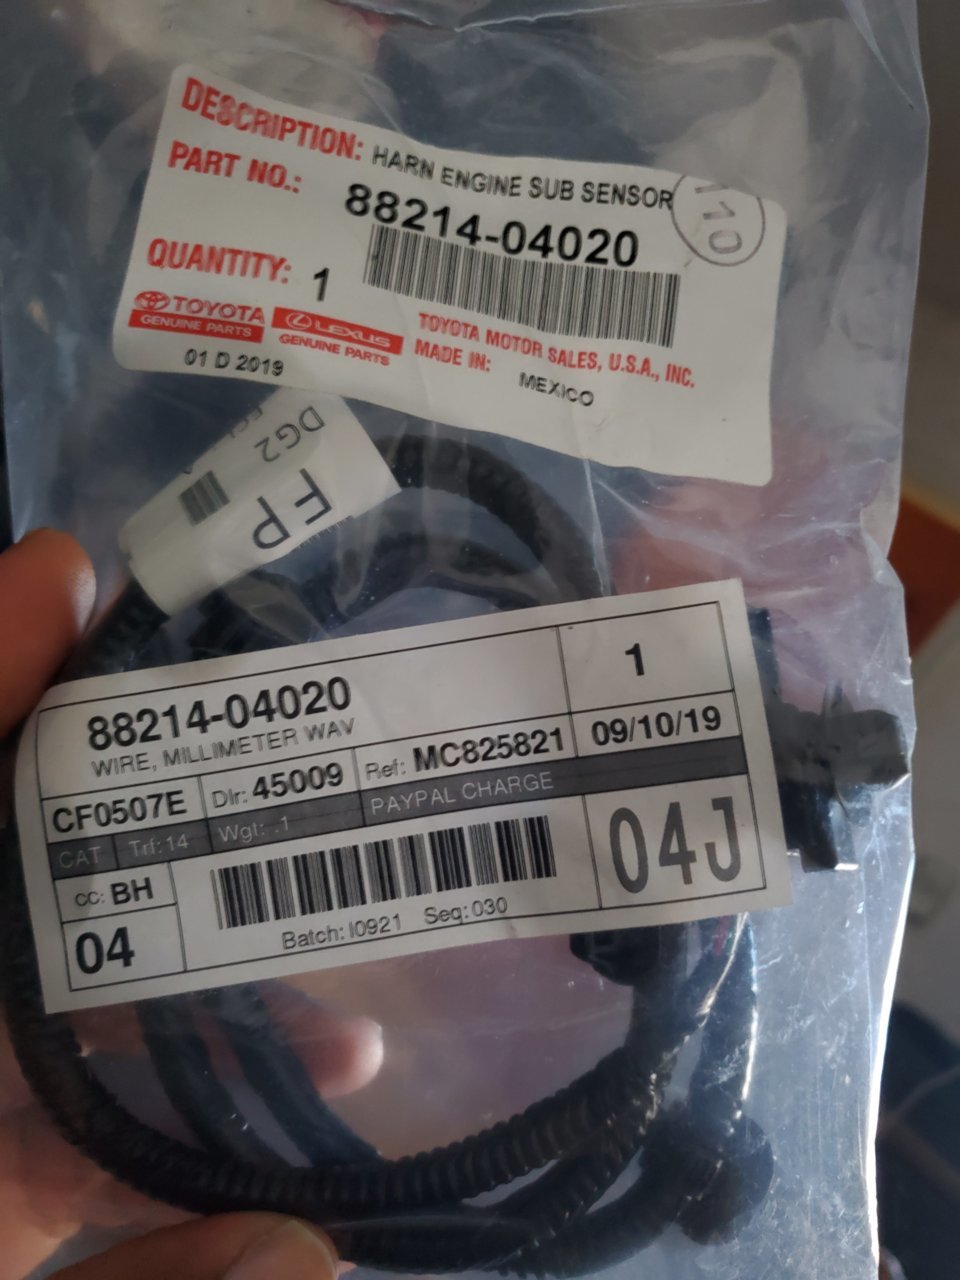 DESCRIPTION: HARN ENGINE SUB SENSOR
PART NO.: 88214-04020
110
QUANTITY: 1
TOYOTA
GENUINE PARTS
LEXUS
GENUINE PARTS
TOYOTA MOTOR SALES, U.S.A., INC.
MADE IN: MEXICO
01 D 2019
DG2
FP
88214-04020
1
WIRE, MILLIMETER WAV
CF0507E Dlr: 45009 Ref: MC825821 09/10/19
CAT Trf: 14 Wgt: .1 PAYPAL CHARGE
CC: BH
04J
04
Batch: I0921 Seq: 030